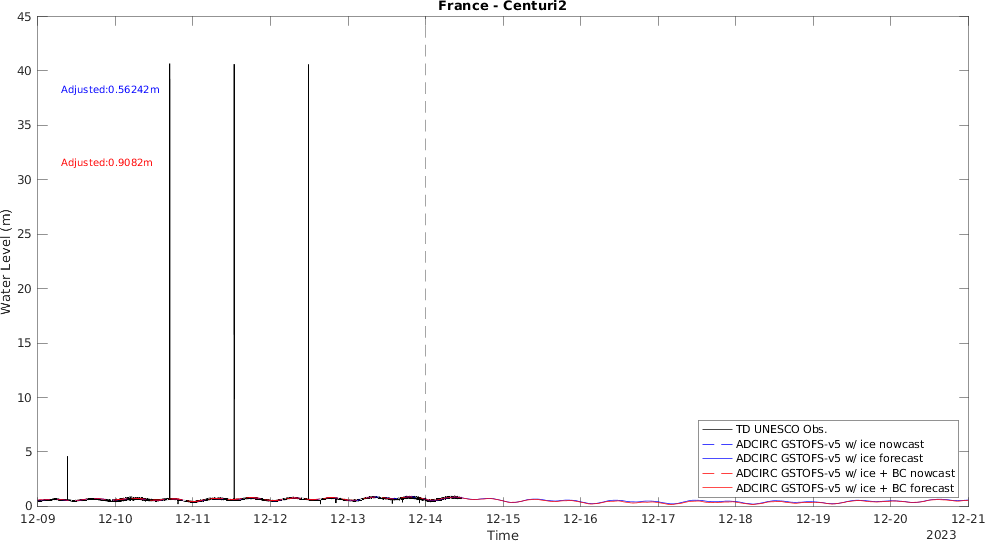 France - Centuri2
45
40
35
30
25
20
15
10
5
0
Water Level (m)
Adjusted:0.56242m
Adjusted:0.9082m
TD UNESCO Obs.
ADCIRC GSTOFS-v5 w/ ice nowcast
ADCIRC GSTOFS-v5 w/ ice forecast
ADCIRC GSTOFS-v5 w/ ice + BC nowcast
ADCIRC GSTOFS-v5 w/ ice + BC forecast
12-09 12-10 12-11 12-12 12-13 12-14 12-15 12-16 12-17 12-18 12-19 12-20 12-21
Time
2023